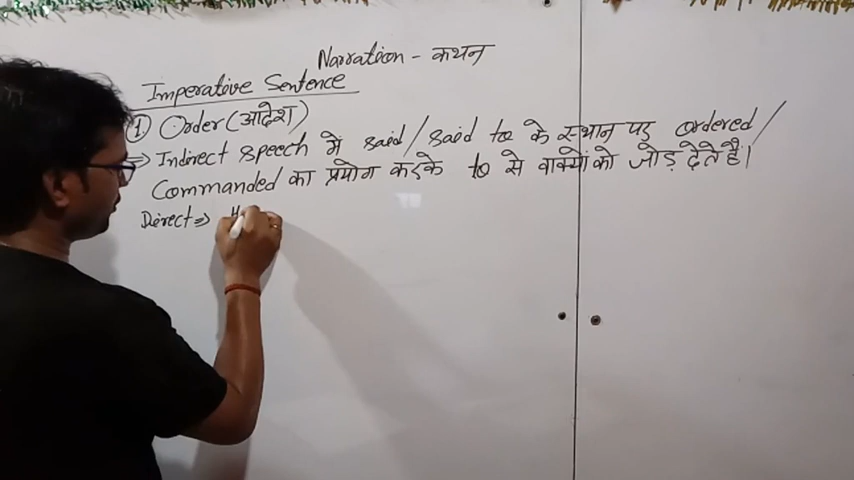 Narration - कथन
Imperative Sentence
① Order (आदेश)
⇒ Indirect speech में said/said to के स्थान पर ordered/
Commanded का प्रयोग करके to से वाक्यों को जोड़ देते हैं।
Direct ⇒